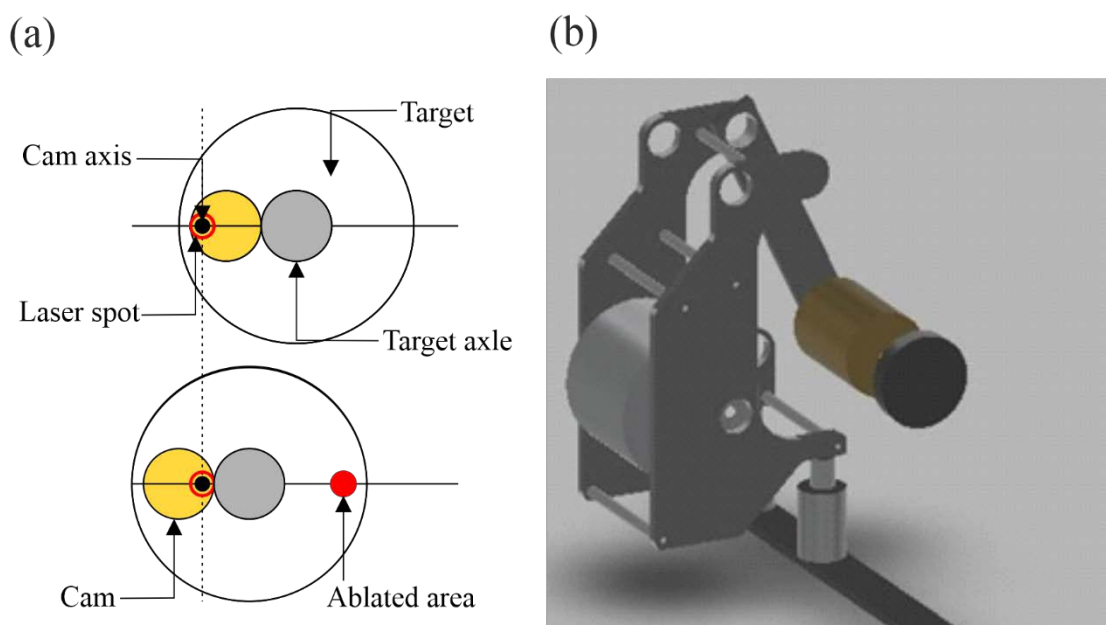 (a)
(b)
Target
Cam axis
Laser spot
Target axle
Cam
Ablated area